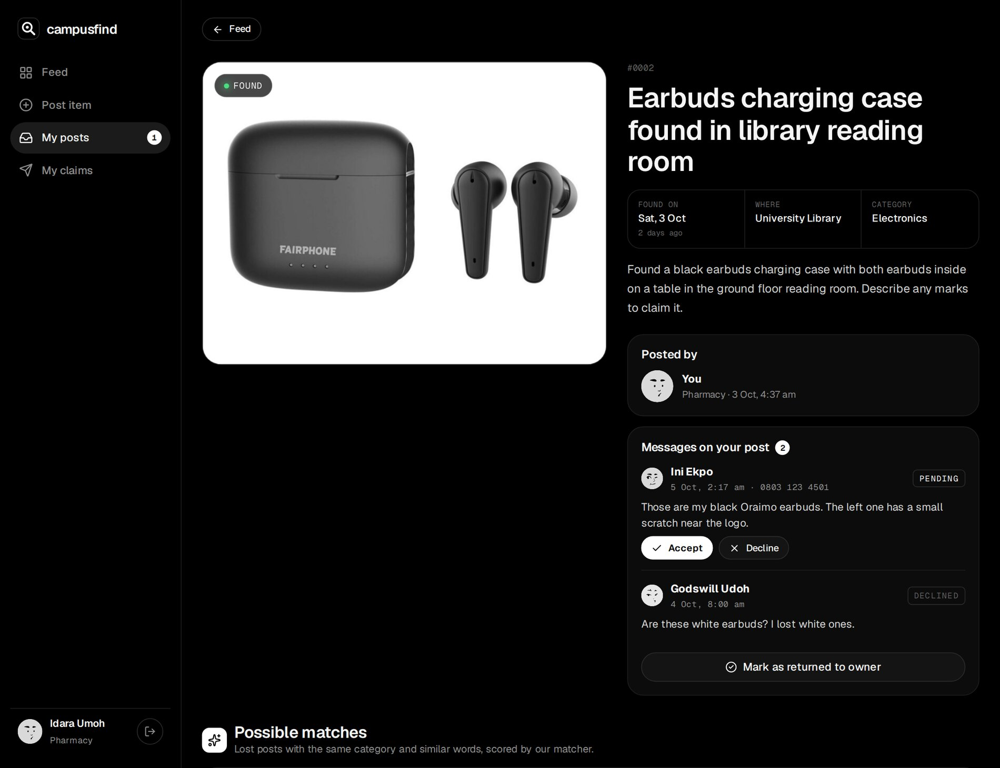 campusfind
Feed
Post item
My posts 1
My claims
Idara Umoh
Pharmacy
Feed
FOUND
FAIRPHONE
#0002
Earbuds charging case
found in library reading
room
FOUND ON
Sat, 3 Oct
2 days ago
WHERE
University Library
CATEGORY
Electronics
Found a black earbuds charging case with both earbuds inside
on a table in the ground floor reading room. Describe any marks
to claim it.
Posted by
You
Pharmacy · 3 Oct, 4:37 am
Messages on your post 2
Ini Ekpo
5 Oct, 2:17 am · 0803 123 4501
PENDING
Those are my black Oraimo earbuds. The left one has a small
scratch near the logo.
Accept
Decline
Godswill Udoh
4 Oct, 8:00 am
DECLINED
Are these white earbuds? I lost white ones.
Mark as returned to owner
Possible matches
Lost posts with the same category and similar words, scored by our matcher.